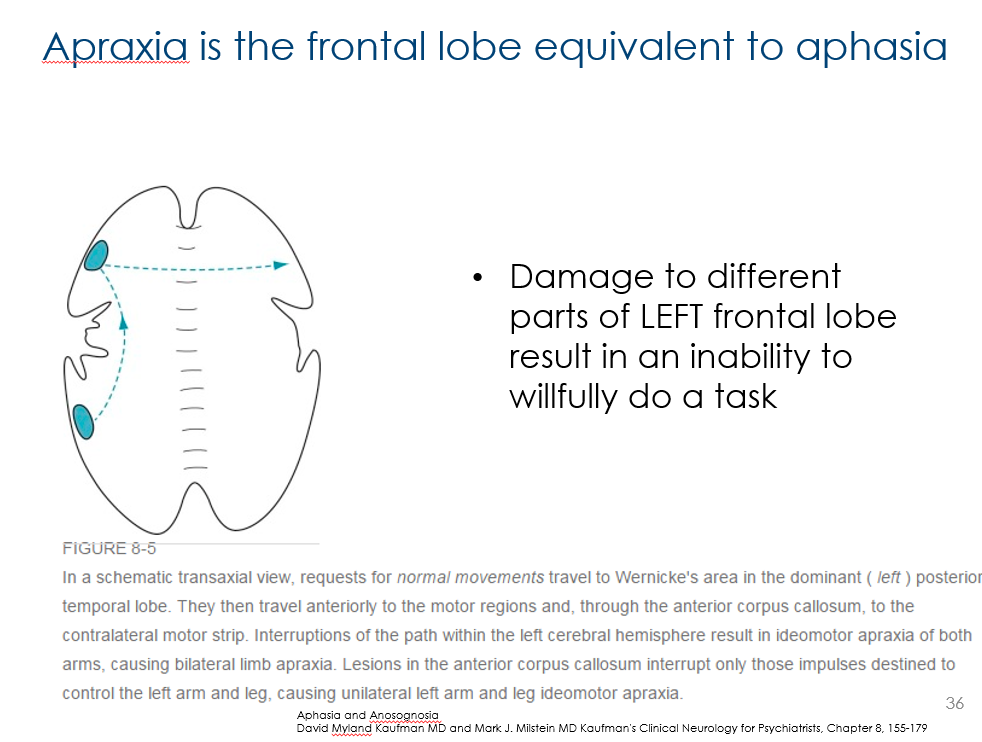 Apraxia is the frontal lobe equivalent to aphasia
• Damage to different
parts of LEFT frontal lobe
result in an inability to
willfully do a task
FIGURE 8-5
In a schematic transaxial view, requests for normal movements travel to Wernicke's area in the dominant ( left ) posterior
temporal lobe. They then travel anteriorly to the motor regions and, through the anterior corpus callosum, to the
contralateral motor strip. Interruptions of the path within the left cerebral hemisphere result in ideomotor apraxia of both
arms, causing bilateral limb apraxia. Lesions in the anterior corpus callosum interrupt only those impulses destined to
control the left arm and leg, causing unilateral left arm and leg ideomotor apraxia.
36
Aphasia and Anosognosia
David Myland Kaufman MD and Mark J. Milstein MD Kaufman's Clinical Neurology for Psychiatrists, Chapter 8, 155-179